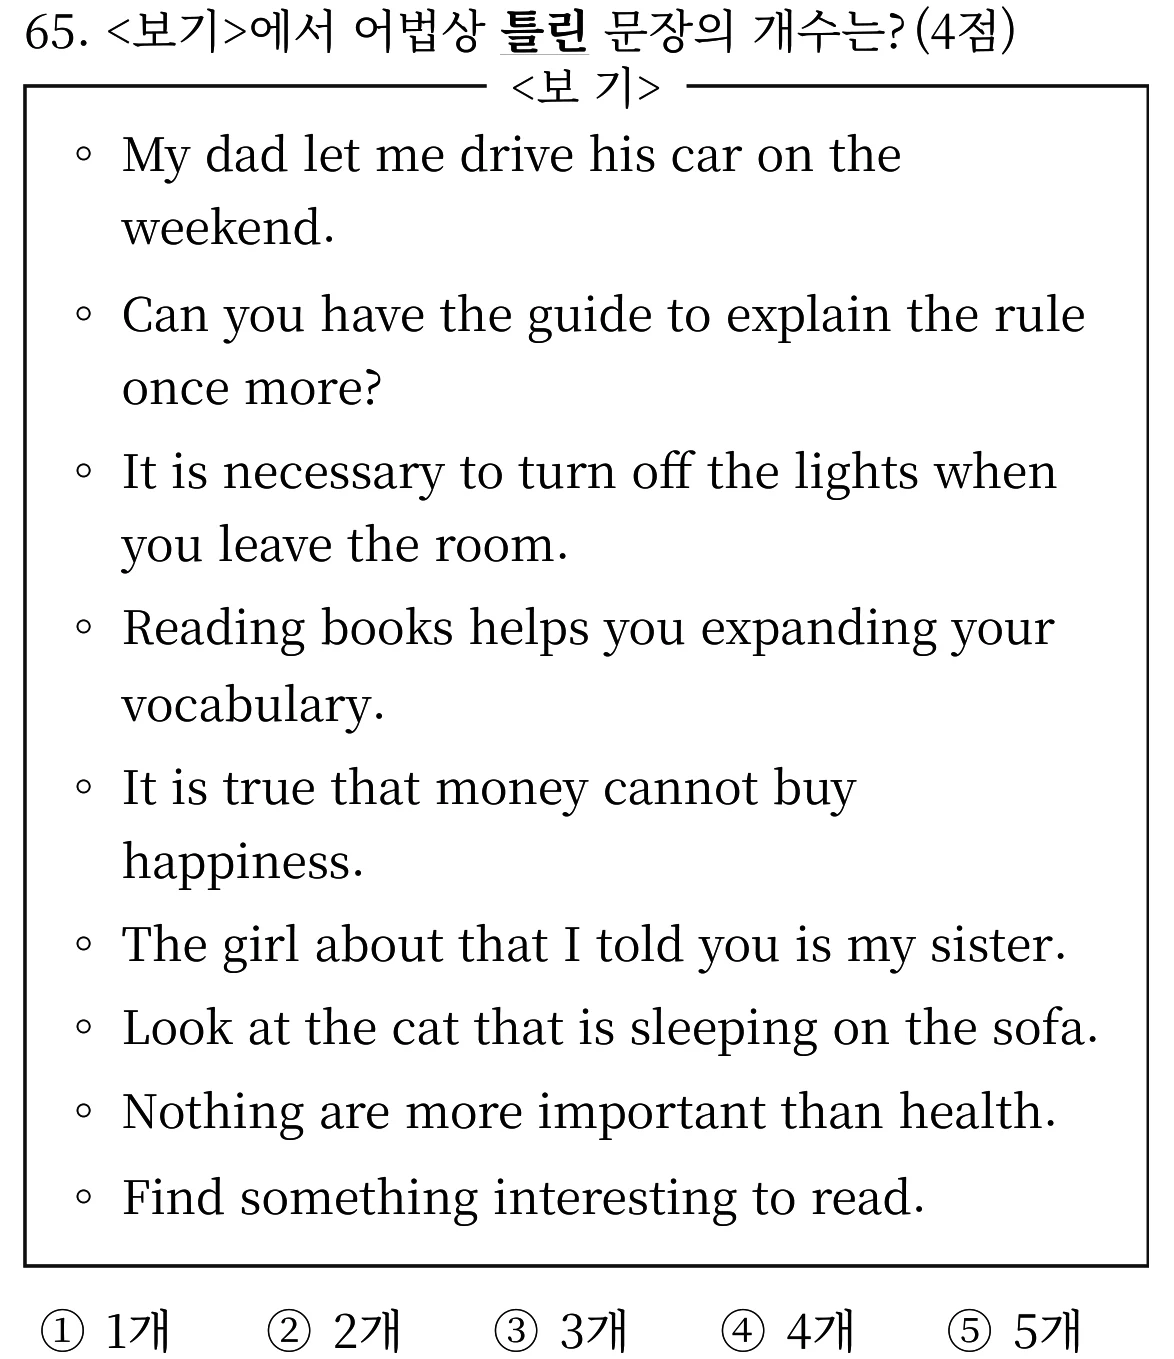 65. <보기>에서 어법상 틀린 문장의 개수는?(4점)
<보 기>
◦ My dad let me drive his car on the
weekend.
◦ Can you have the guide to explain the rule
once more?
◦ It is necessary to turn off the lights when
you leave the room.
◦ Reading books helps you expanding your
vocabulary.
◦ It is true that money cannot buy
happiness.
◦ The girl about that I told you is my sister.
◦ Look at the cat that is sleeping on the sofa.
◦ Nothing are more important than health.
◦ Find something interesting to read.
① 1개 ② 2개 ③ 3개 ④ 4개 ⑤ 5개